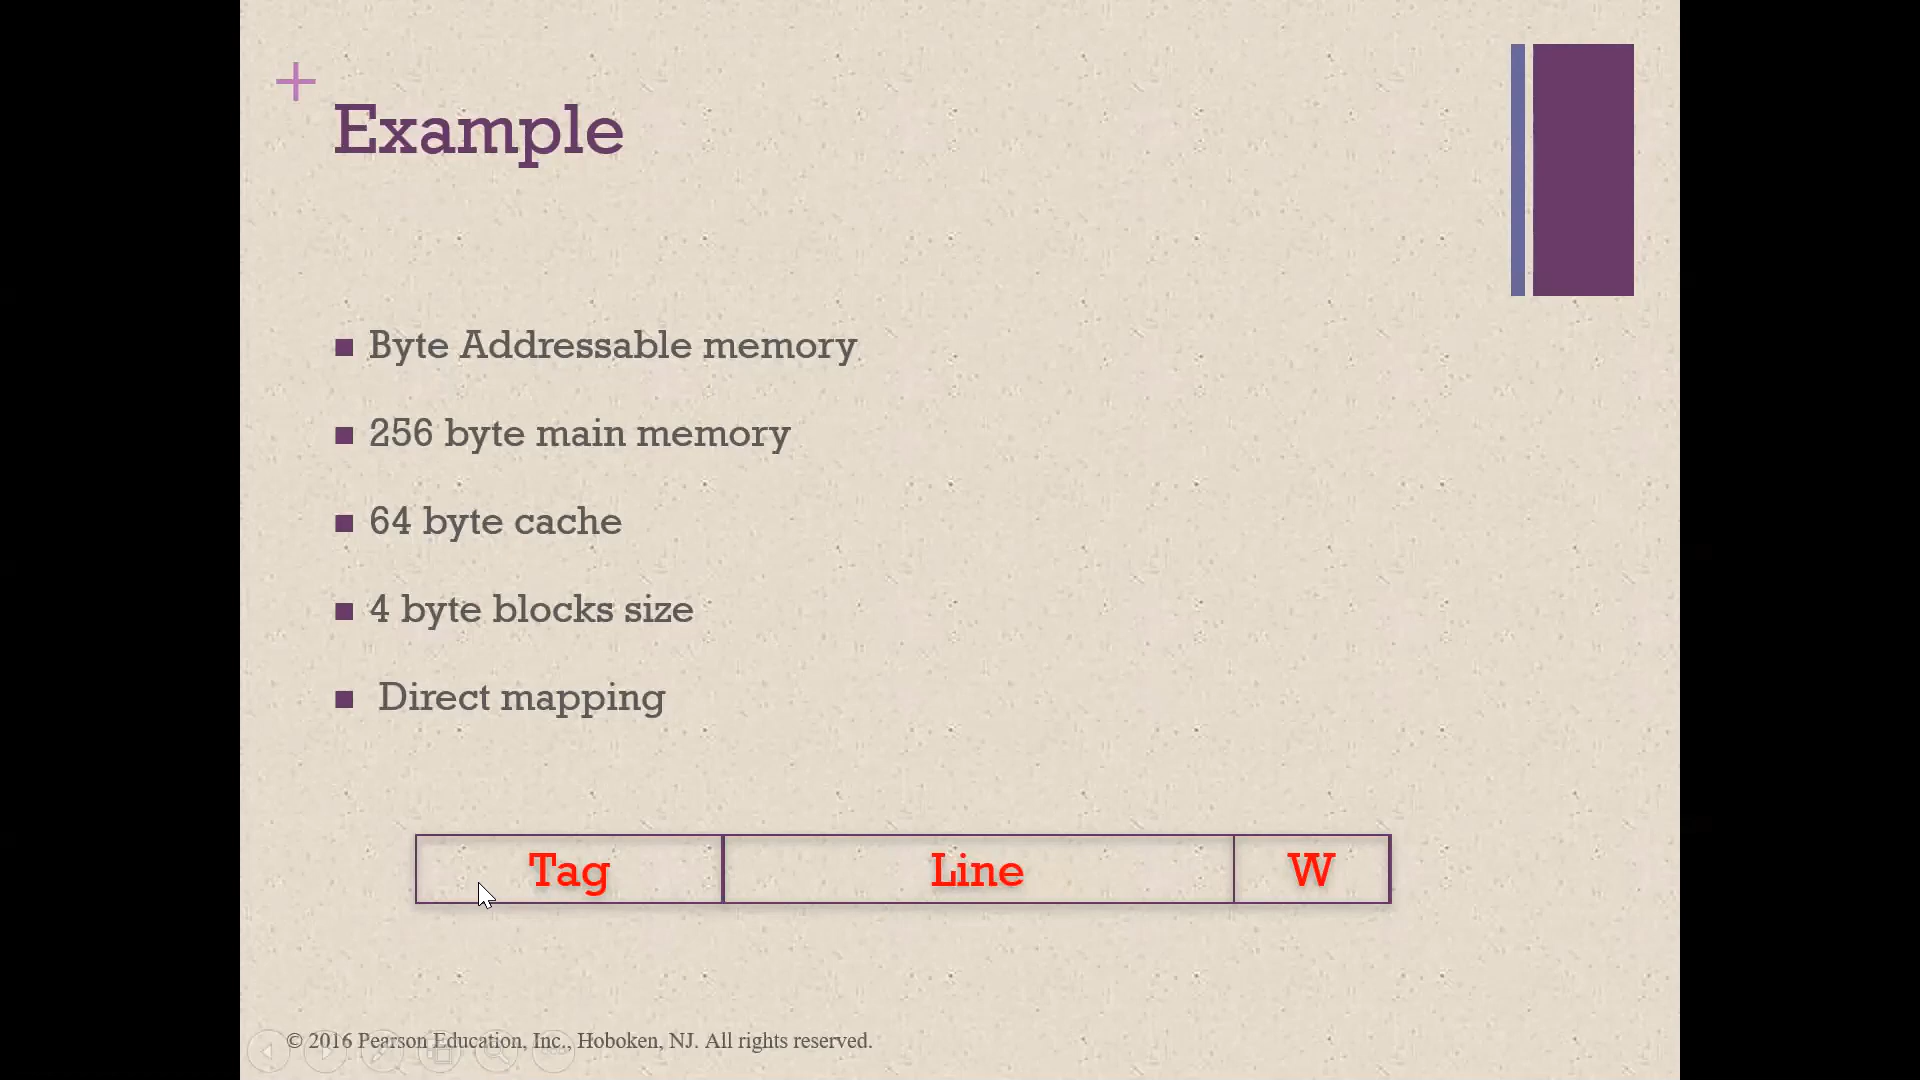 Example
Byte Addressable memory
256 byte main memory
64 byte cache
4 byte blocks size
Direct mapping
Tag Line W
© 2016 Pearson Education, Inc., Hoboken, NJ. All rights reserved.